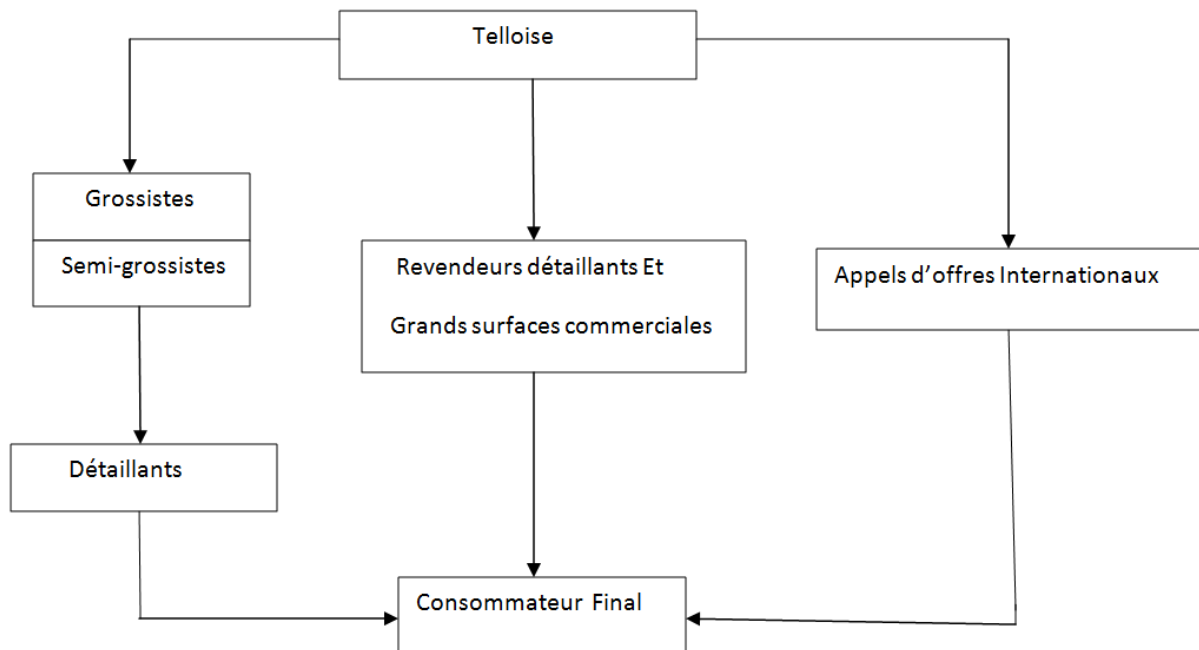 Telloise
Grossistes
Semi-grossistes
Revendeurs détaillants Et
Grands surfaces commerciales
Appels d’offres Internationaux
Détaillants
Consommateur Final